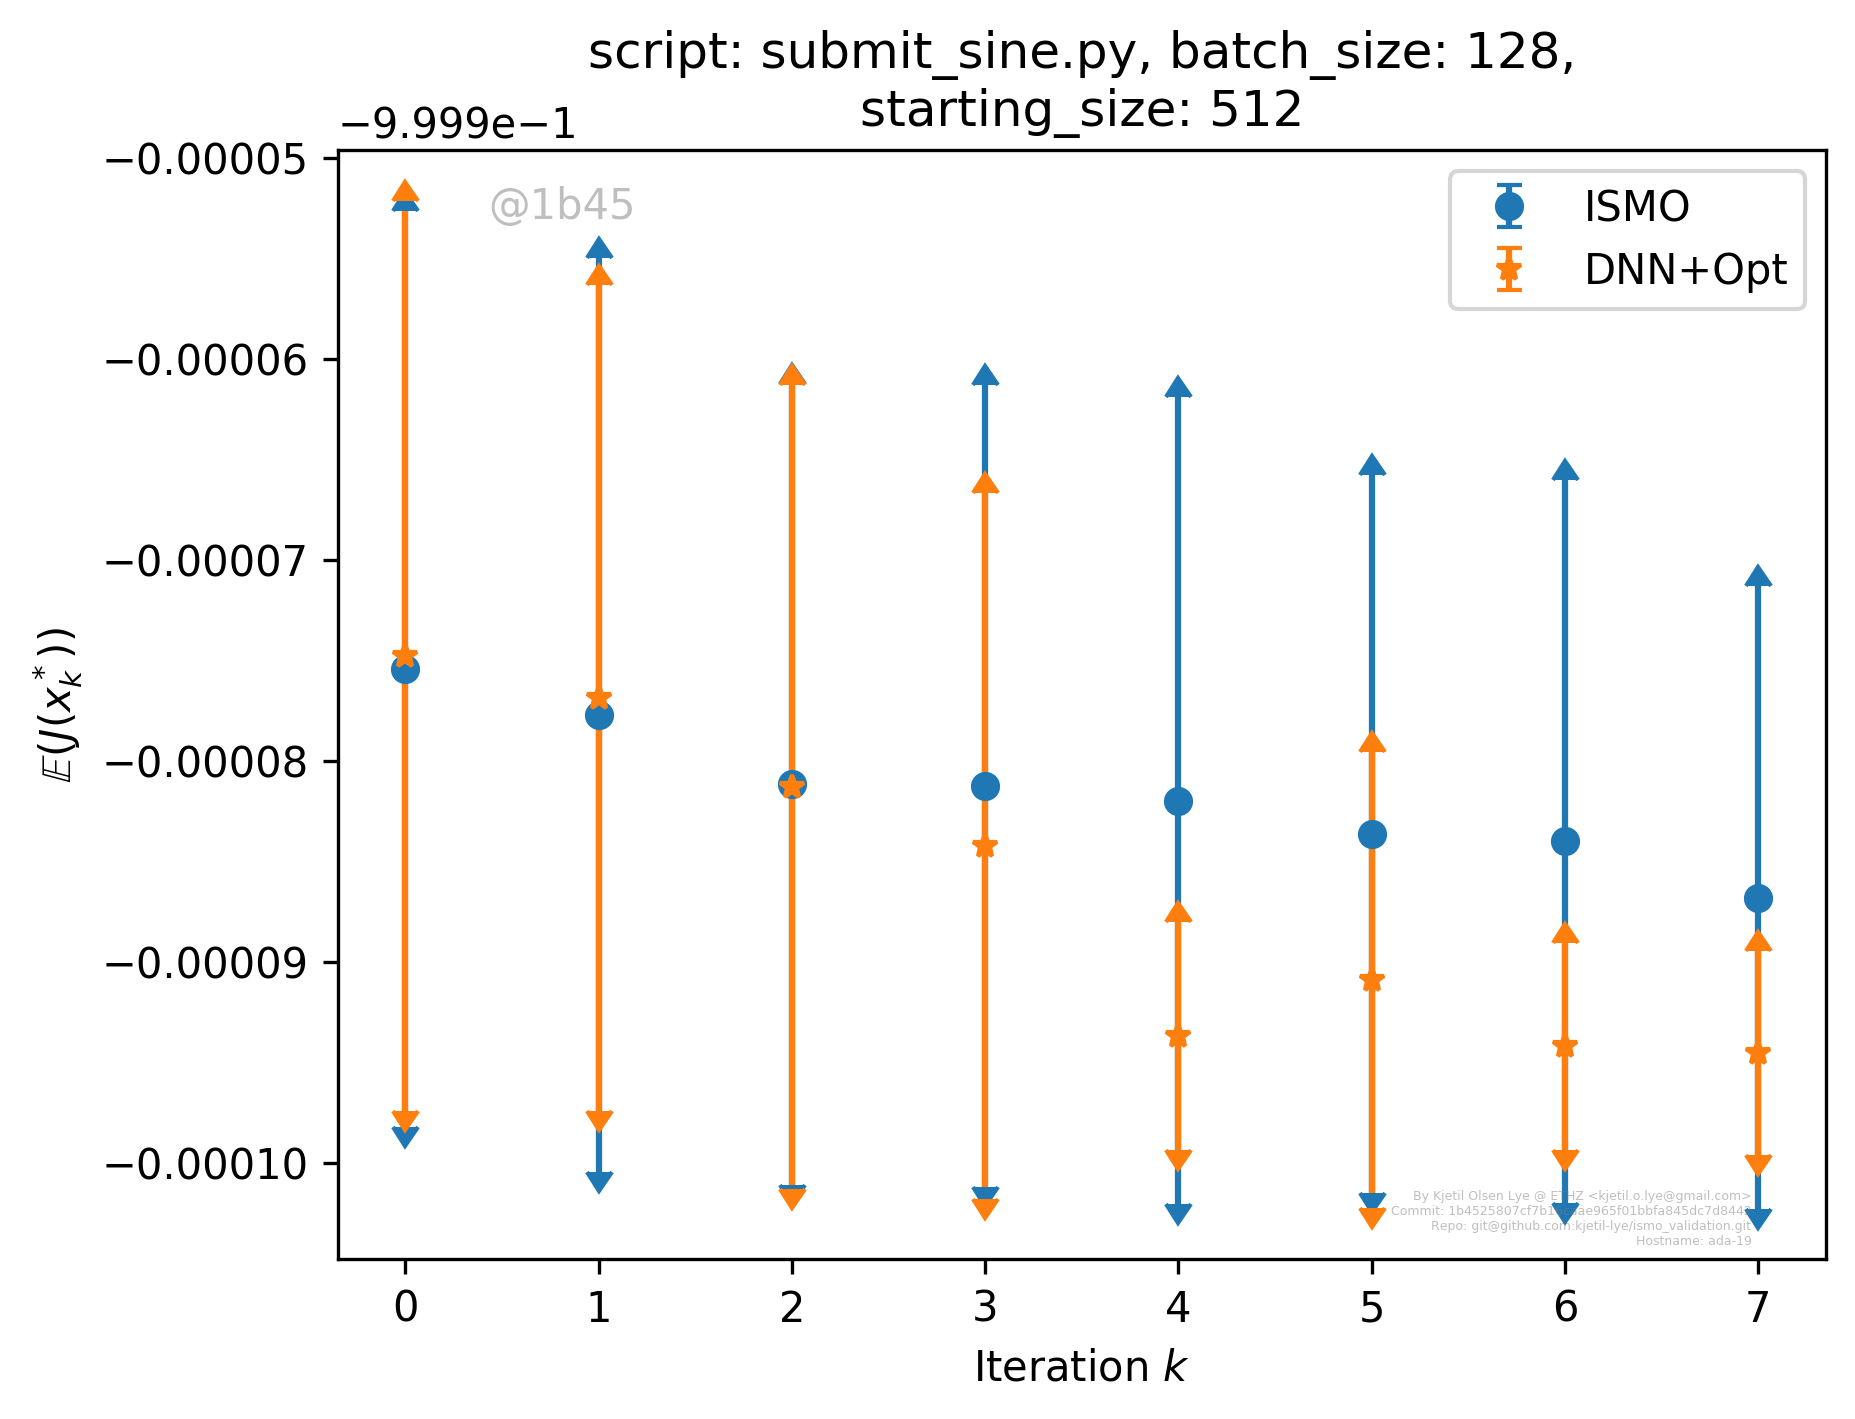 script: submit_sine.py, batch_size: 128,
starting_size: 512
−9.999e−1
−0.00005
−0.00006
−0.00007
−0.00008
−0.00009
−0.00010
𝔼(J(x*k))
@1b45
ISMO
DNN+Opt
By Kjetil Olsen Lye @ ETHZ <kjetil.o.lye@gmail.com>
Commit:
Repo: git@github.com:kjetil-lye/ismo_validation.git
Hostname: ada-19
0 1 2 3 4 5 6 7
Iteration k